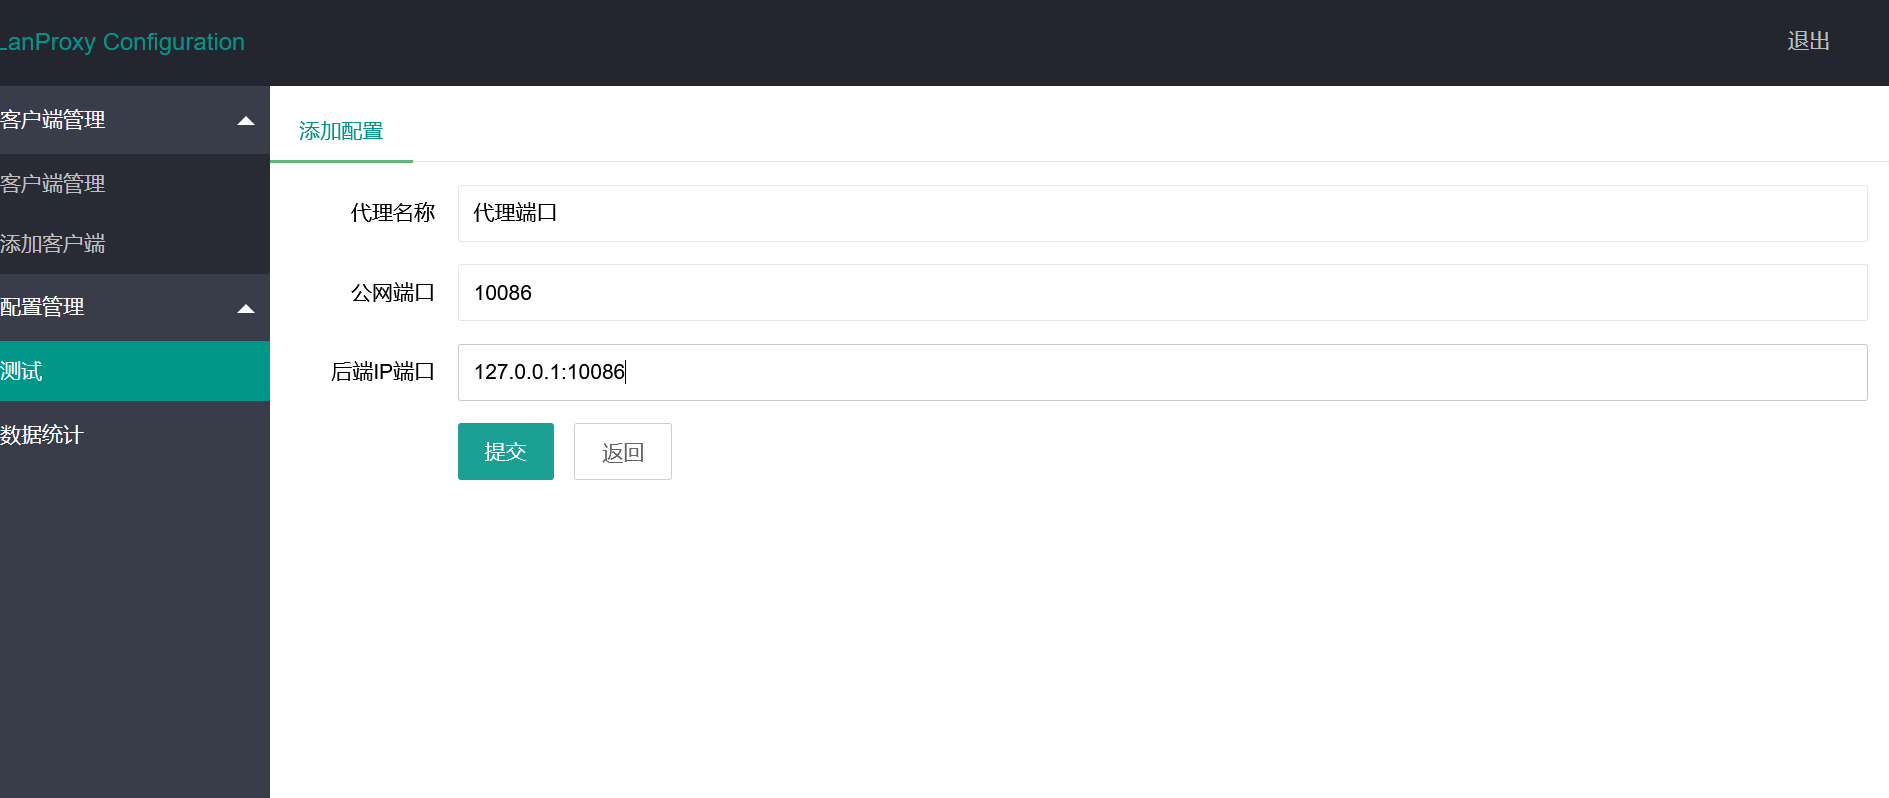 LanProxy Configuration
退出
客户端管理
客户端管理
添加客户端
配置管理
测试
数据统计
添加配置
代理名称 代理端口
公网端口 10086
后端IP端口 127.0.0.1:10086
提交 返回